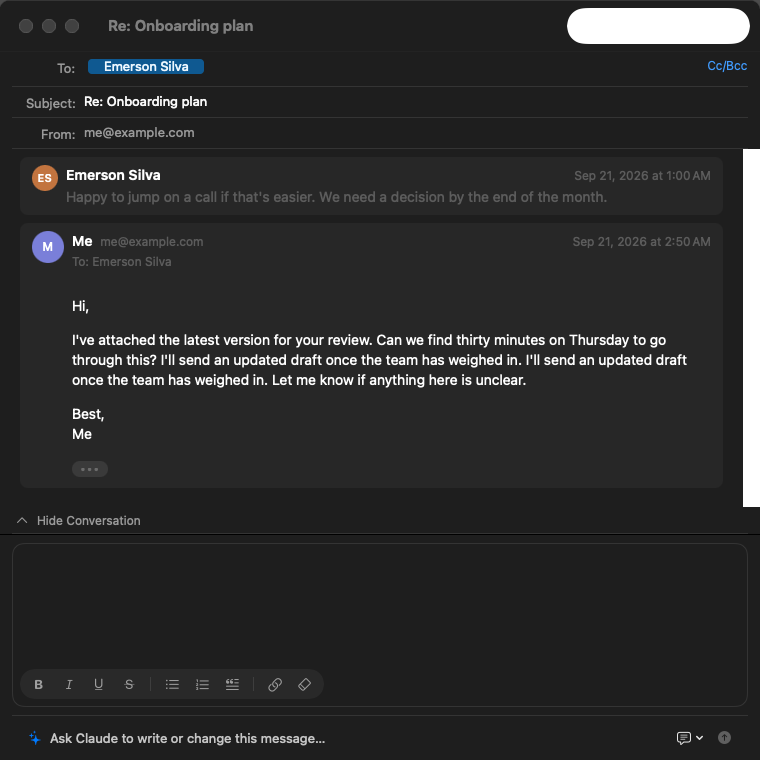 Re: Onboarding plan
To: Emerson Silva Cc/Bcc
Subject: Re: Onboarding plan
From: me@example.com
ES Emerson Silva Sep 21, 2026 at 1:00 AM
Happy to jump on a call if that's easier. We need a decision by the end of the month.
M Me me@example.com Sep 21, 2026 at 2:50 AM
To: Emerson Silva
Hi,
I've attached the latest version for your review. Can we find thirty minutes on Thursday to go
through this? I'll send an updated draft once the team has weighed in. I'll send an updated draft
once the team has weighed in. Let me know if anything here is unclear.
Best,
Me
Hide Conversation
B I U S
Ask Claude to write or change this message...